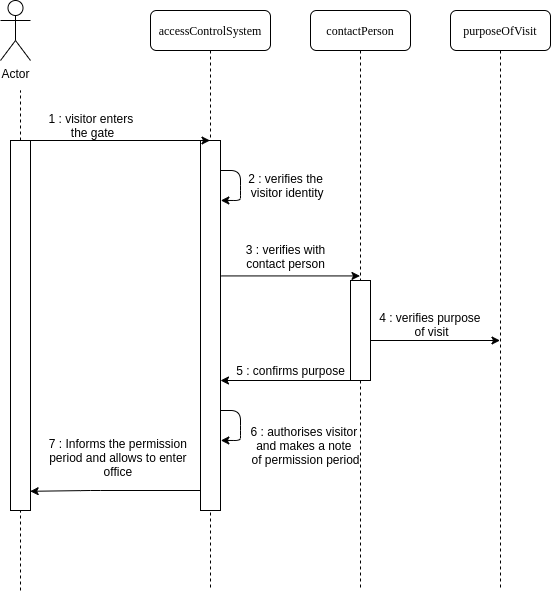 accessControlSystem
contactPerson
purposeOfVisit
Actor
1 : visitor enters
the gate
2 : verifies the
visitor identity
3 : verifies with
contact person
4 : verifies purpose
of visit
5 : confirms purpose
6 : authorises visitor
and makes a note
of permission period
7 : Informs the permission
period and allows to enter
office